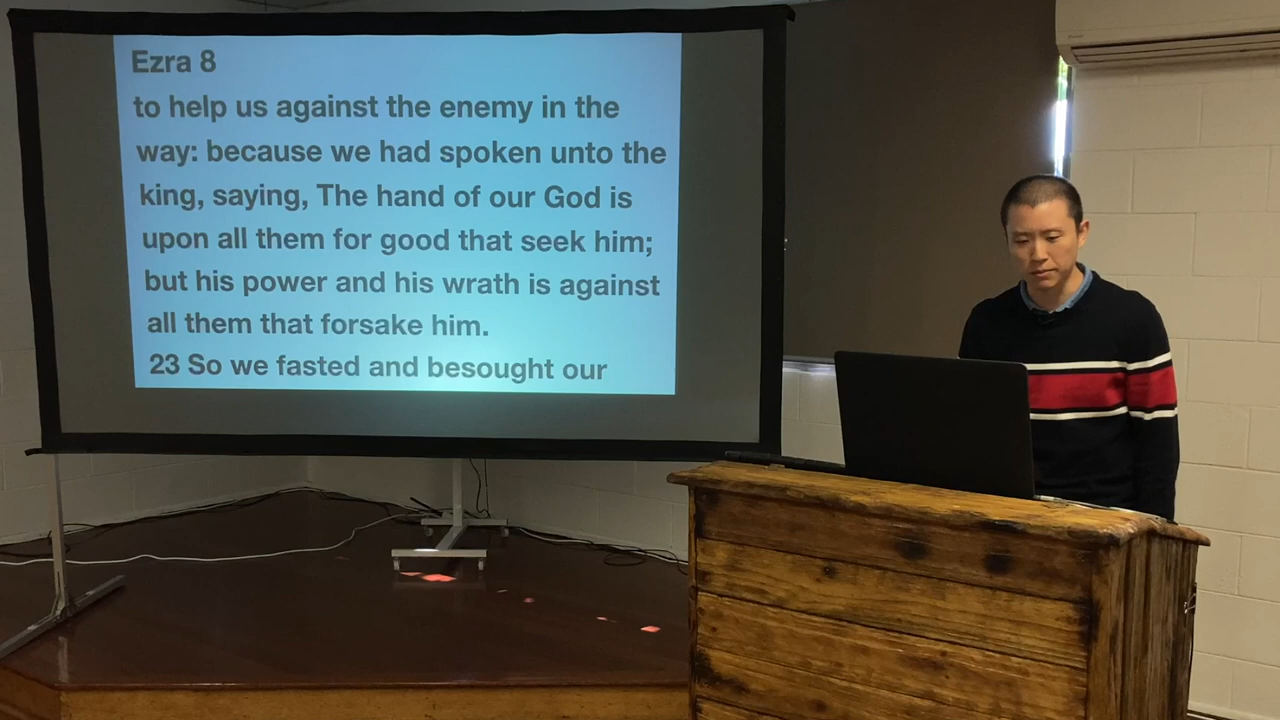 Ezra 8
to help us against the enemy in the
way: because we had spoken unto the
king, saying, The hand of our God is
upon all them for good that seek him;
but his power and his wrath is against
all them that forsake him.
23 So we fasted and besought our